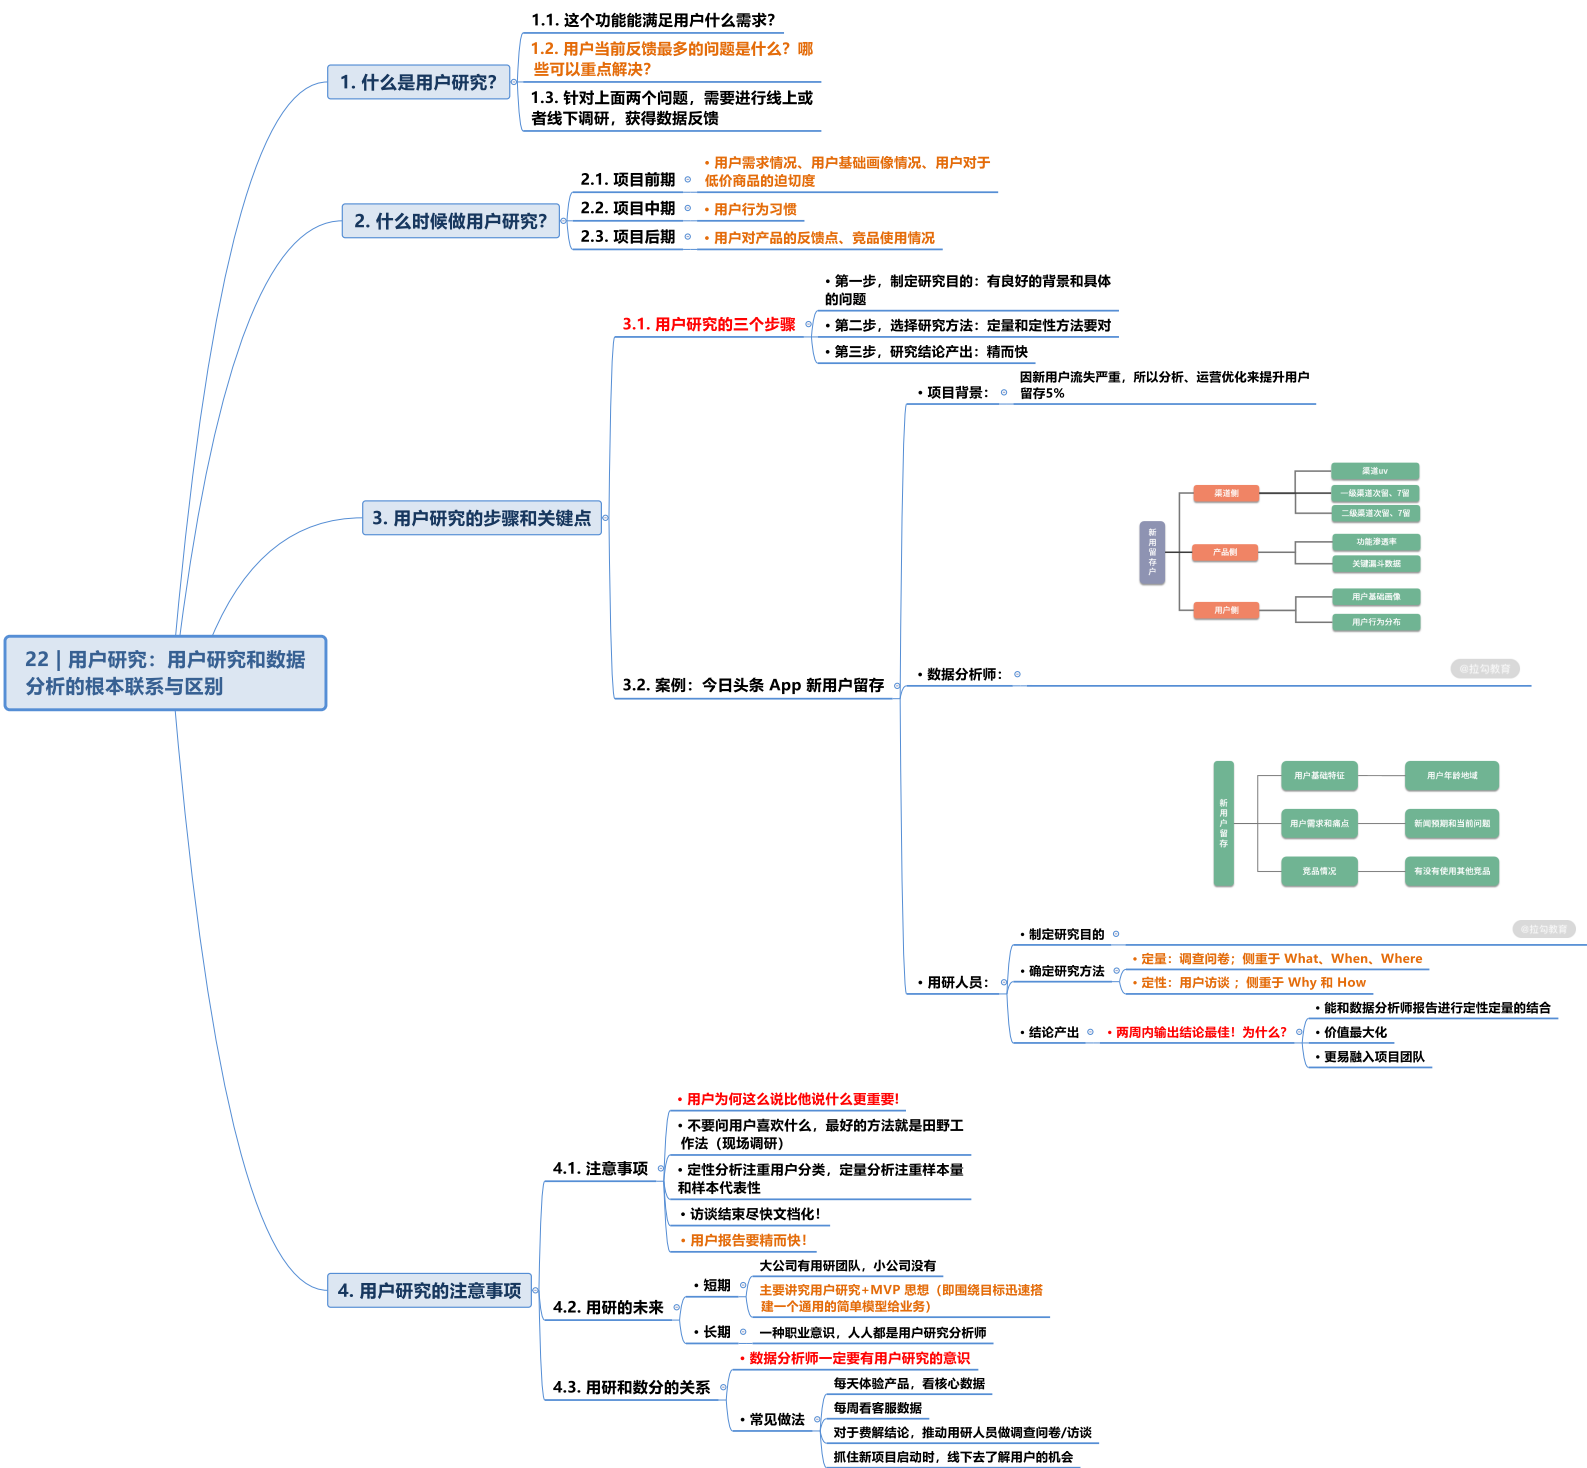 22 | 用户研究：用户研究和数据
分析的根本联系与区别
1. 什么是用户研究？
1.1. 这个功能能满足用户什么需求？
1.2. 用户当前反馈最多的问题是什么？哪
些可以重点解决？
1.3. 针对上面两个问题，需要进行线上或
者线下调研，获得数据反馈
2. 什么时候做用户研究？
2.1. 项目前期
• 用户需求情况、用户基础画像情况、用户对于
低价商品的迫切度
2.2. 项目中期
• 用户行为习惯
2.3. 项目后期
• 用户对产品的反馈点、竞品使用情况
3. 用户研究的步骤和关键点
3.1. 用户研究的三个步骤
• 第一步，制定研究目的：有良好的背景和具体
的问题
• 第二步，选择研究方法：定量和定性方法要对
• 第三步，研究结论产出：精而快
3.2. 案例：今日头条 App 新用户留存
• 项目背景：
因新用户流失严重，所以分析、运营优化来提升用户
留存5%
• 数据分析师：
新用留存户
渠道侧
渠道uv
一级渠道次留、7留
二级渠道次留、7留
产品侧
功能渗透率
关键漏斗数据
用户侧
用户基础画像
用户行为分布
@拉勾教育
• 用研人员：
• 制定研究目的
新用户留存
用户基础特征
用户年龄地域
用户需求和痛点
新闻预期和当前问题
竞品情况
有没有使用其他竞品
@拉勾教育
• 确定研究方法
• 定量：调查问卷；侧重于 What、When、Where
• 定性：用户访谈 ；侧重于 Why 和 How
• 结论产出
• 两周内输出结论最佳！为什么？
• 能和数据分析师报告进行定性定量的结合
• 价值最大化
• 更易融入项目团队
4. 用户研究的注意事项
4.1. 注意事项
• 用户为何这么说比他说什么更重要！
• 不要问用户喜欢什么，最好的方法就是田野工
作法（现场调研）
• 定性分析注重用户分类，定量分析注重样本量
和样本代表性
• 访谈结束尽快文档化！
• 用户报告要精而快！
4.2. 用研的未来
• 短期
大公司有用研团队，小公司没有
主要讲究用户研究+MVP 思想（即围绕目标迅速搭
建一个通用的简单模型给业务）
• 长期
一种职业意识，人人都是用户研究分析师
4.3. 用研和数分的关系
• 数据分析师一定要有用户研究的意识
• 常见做法
每天体验产品，看核心数据
每周看客服数据
对于费解结论，推动用研人员做调查问卷/访谈
抓住新项目启动时，线下去了解用户的机会